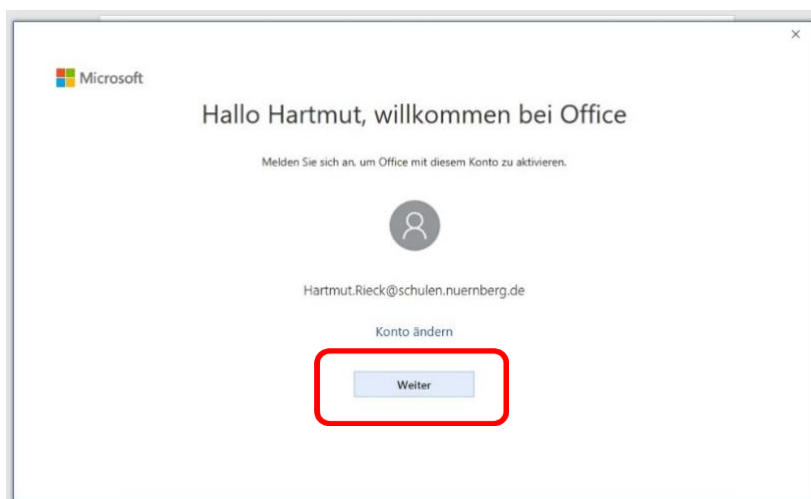 Microsoft
Hallo Hartmut, willkommen bei Office
Melden Sie sich an, um Office mit diesem Konto zu aktivieren.
Hartmut.Rieck@schulen.nuernberg.de
Konto ändern
Weiter